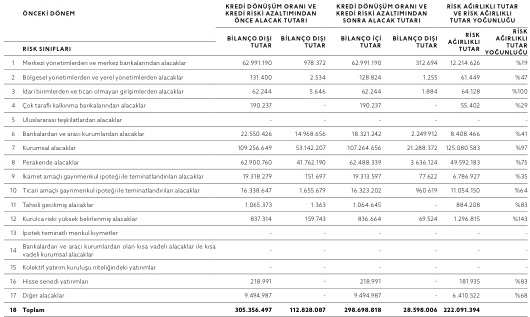 ÖNCEKİ DÖNEM
KREDİ DÖNÜŞÜM ORANI VE KREDİ RİSKİ AZALTIMINDAN ÖNCE ALACAK TUTARI
KREDİ DÖNÜŞÜM ORANI VE KREDİ RİSKİ AZALTIMINDAN SONRA ALACAK TUTARI
RİSK AĞIRLIKLI TUTAR VE RİSK AĞIRLIKLI TUTAR YOĞUNLUĞU
RİSK SINIFLARI BİLANÇO DIŞI TUTAR BİLANÇO DIŞI TUTAR BİLANÇO İÇİ TUTAR BİLANÇO DIŞI TUTAR RİSK AĞIRLIKLI TUTAR RİSK AĞIRLIKLI TUTAR YOĞUNLUĞU
1 Merkezi yönetimlerden ve merkez bankalarından alacaklar 62.991.190 978.372 62.991.190 312.694 12.214.626 %19
2 Bölgesel yönetimlerden ve yerel yönetimlerden alacaklar 131.400 2.534 128.824 1.255 61.449 %47
3 İdari birimlerden ve ticari olmayan girişimlerden alacaklar 62.244 5.646 62.244 1.884 64.128 %100
4 Çok taraflı kalkınma bankalarından alacaklar 190.237 - 190.237 - 55.402 %29
5 Uluslararası teşkilatlardan alacaklar - - - - - -
6 Bankalardan ve aracı kurumlardan alacaklar 22.550.426 14.968.656 18.321.242 2.249.912 8.408.466 %41
7 Kurumsal alacaklar 109.256.649 53.142.207 107.264.656 21.288.372 125.080.583 %97
8 Perakende alacaklar 62.900.760 41.762.190 62.488.339 3.636.124 49.592.183 %75
9 İkamet amaçlı gayrimenkul ipoteği ile teminatlandırılan alacaklar 19.318.279 151.697 19.313.597 77.622 6.786.927 %35
10 Ticari amaçlı gayrimenkul ipoteği ile teminatlandırılan alacaklar 16.338.647 1.655.679 16.323.202 960.619 11.054.150 %64
11 Tahsili gecikmiş alacaklar 1.065.373 1.363 1.064.645 - 884.208 %83
12 Kurulca riski yüksek belirlenmiş alacaklar 837.314 159.743 836.664 69.524 1.296.815 %143
13 İpotek teminatlı menkul kıymetler - - - - - -
14 Bankalardan ve aracı kurumlardan olan kısa vadeli alacaklar ile kısa
vadeli kurumsal alacaklar - - - - - -
15 Kolektif yatırım kuruluşu niteliğindeki yatırımlar - - - - - -
16 Hisse senedi yatırımları 218.991 - 218.991 - 181.935 %83
17 Diğer alacaklar 9.494.987 - 9.494.987 - 6.410.522 %68
18 Toplam 305.356.497 112.828.087 298.698.818 28.598.006 222.091.394